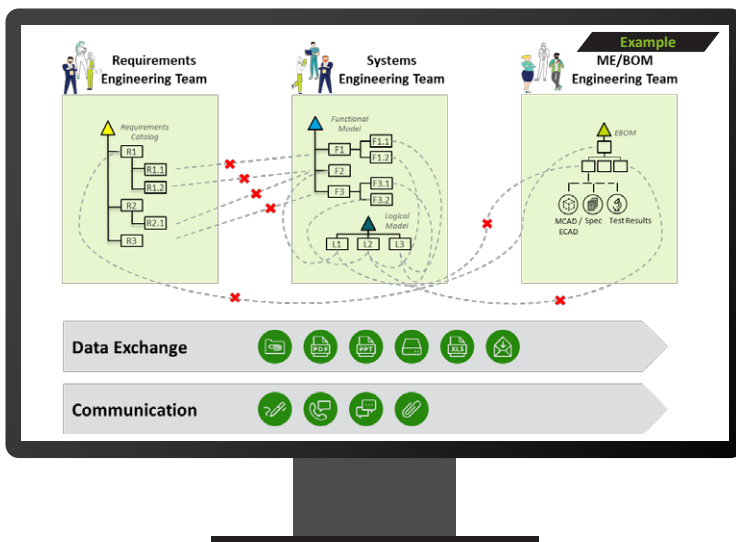 Example
Requirements
Engineering Team
Systems
Engineering Team
ME/BOM
Engineering Team
Requirements
Catalog
R1
R1.1
R1.2
R2
R2.1
R3
Functional
Model
F1
F1.1
F1.2
F2
F3
F3.1
F3.2
Logical
Model
L1
L2
L3
EBOM
MCAD / Spec Test Results
ECAD
Data Exchange
PDF
PPT
XLS
Communication